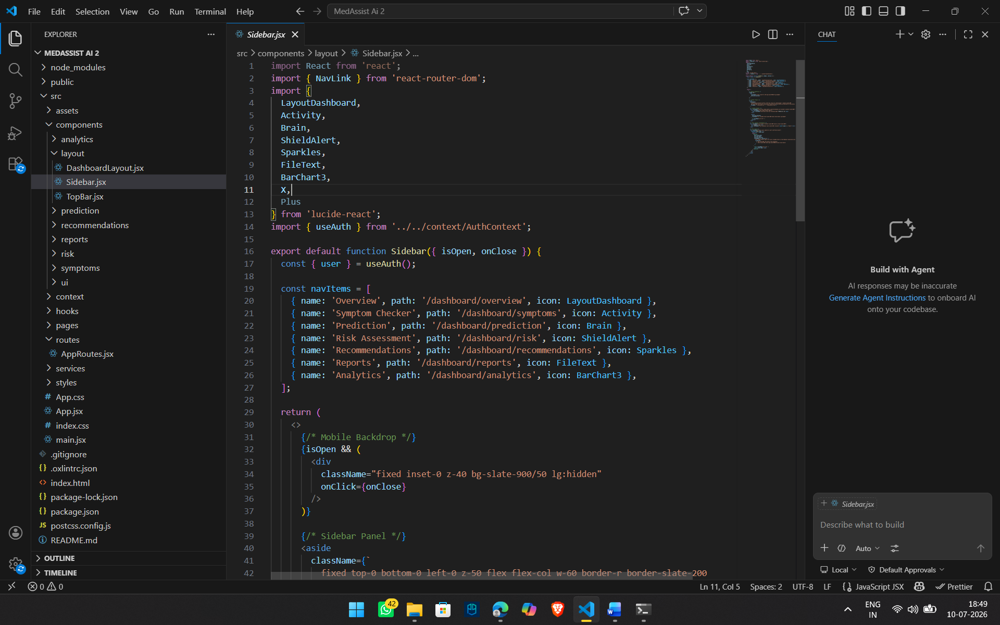 File Edit Selection View Go Run Terminal Help
MedAssist Ai 2
EXPLORER
MEDASSIST AI 2
node_modules
public
src
assets
components
analytics
layout
DashboardLayout.jsx
Sidebar.jsx
TopBar.jsx
prediction
recommendations
reports
risk
symptoms
ui
context
hooks
pages
routes
AppRoutes.jsx
services
styles
# App.css
App.jsx
# index.css
main.jsx
.gitignore
{} .oxlintrc.json
<> index.html
{} package-lock.json
{} package.json
JS postcss.config.js
README.md
OUTLINE
TIMELINE
Sidebar.jsx
src > components > layout > Sidebar.jsx > ...
1 import React from 'react';
2 import { NavLink } from 'react-router-dom';
3 import {
4 LayoutDashboard,
5 Activity,
6 Brain,
7 ShieldAlert,
8 Sparkles,
9 FileText,
10 BarChart3,
11 X,
12 Plus
13 } from 'lucide-react';
14 import { useAuth } from '../../context/AuthContext';
15
16 export default function Sidebar({ isOpen, onClose }) {
17 const { user } = useAuth();
18
19 const navItems = [
20 { name: 'Overview', path: '/dashboard/overview', icon: LayoutDashboard },
21 { name: 'Symptom Checker', path: '/dashboard/symptoms', icon: Activity },
22 { name: 'Prediction', path: '/dashboard/prediction', icon: Brain },
23 { name: 'Risk Assessment', path: '/dashboard/risk', icon: ShieldAlert },
24 { name: 'Recommendations', path: '/dashboard/recommendations', icon: Sparkles },
25 { name: 'Reports', path: '/dashboard/reports', icon: FileText },
26 { name: 'Analytics', path: '/dashboard/analytics', icon: BarChart3 },
27 ];
28
29 return (
30 <>
31 {/* Mobile Backdrop */}
32 {isOpen && (
33 <div
34 className="fixed inset-0 z-40 bg-slate-900/50 lg:hidden"
35 onClick={onClose}
36 />
37 )}
38
39 {/* Sidebar Panel */}
40 <aside
41 className={`
42 fixed top-0 bottom-0 left-0 z-50 flex flex-col w-60 border-r border-slate-200
CHAT
Build with Agent
AI responses may be inaccurate
Generate Agent Instructions to onboard AI
onto your codebase.
Sidebar.jsx
Describe what to build
Auto
Local Default Approvals
0 0
Ln 11, Col 5 Spaces: 2 UTF-8 LF JavaScript JSX Prettier
42
ENG
IN
18:49
10-07-2026